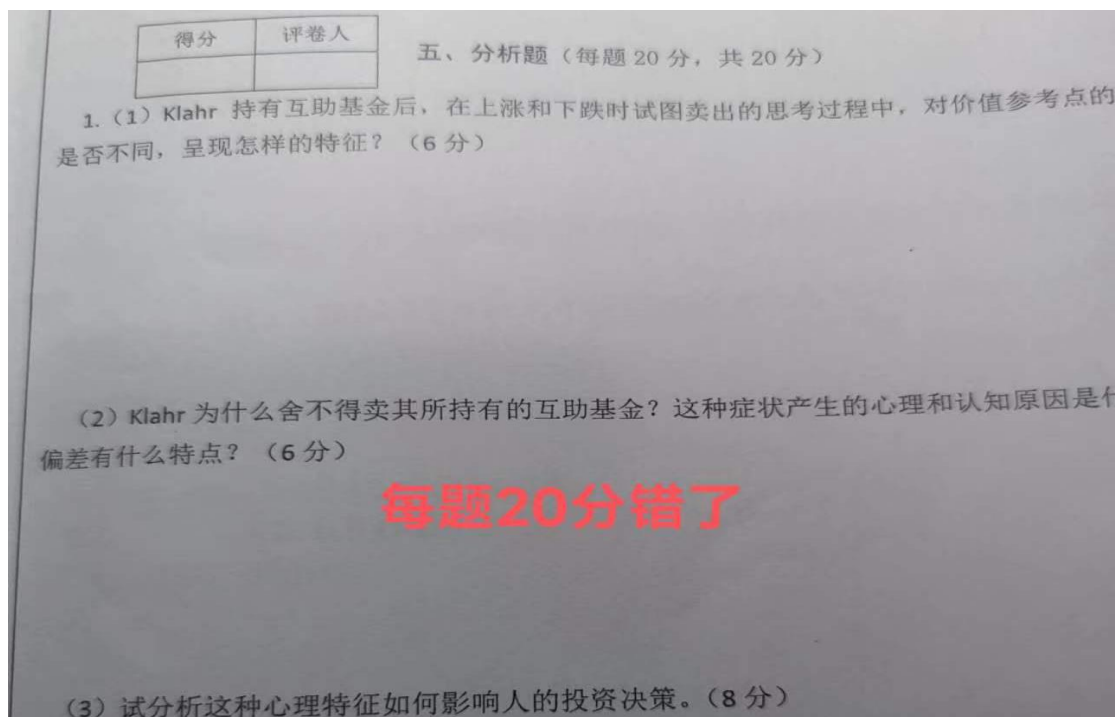 得分 评卷人
五、分析题（每题 20 分，共 20 分）
1.（1）Klahr 持有互助基金后，在上涨和下跌时试图卖出的思考过程中，对价值参考点的
是否不同，呈现怎样的特征？（6 分）
（2）Klahr 为什么舍不得卖其所持有的互助基金？这种症状产生的心理和认知原因是
偏差有什么特点？（6 分）
每题20分错了
（3）试分析这种心理特征如何影响人的投资决策。（8 分）